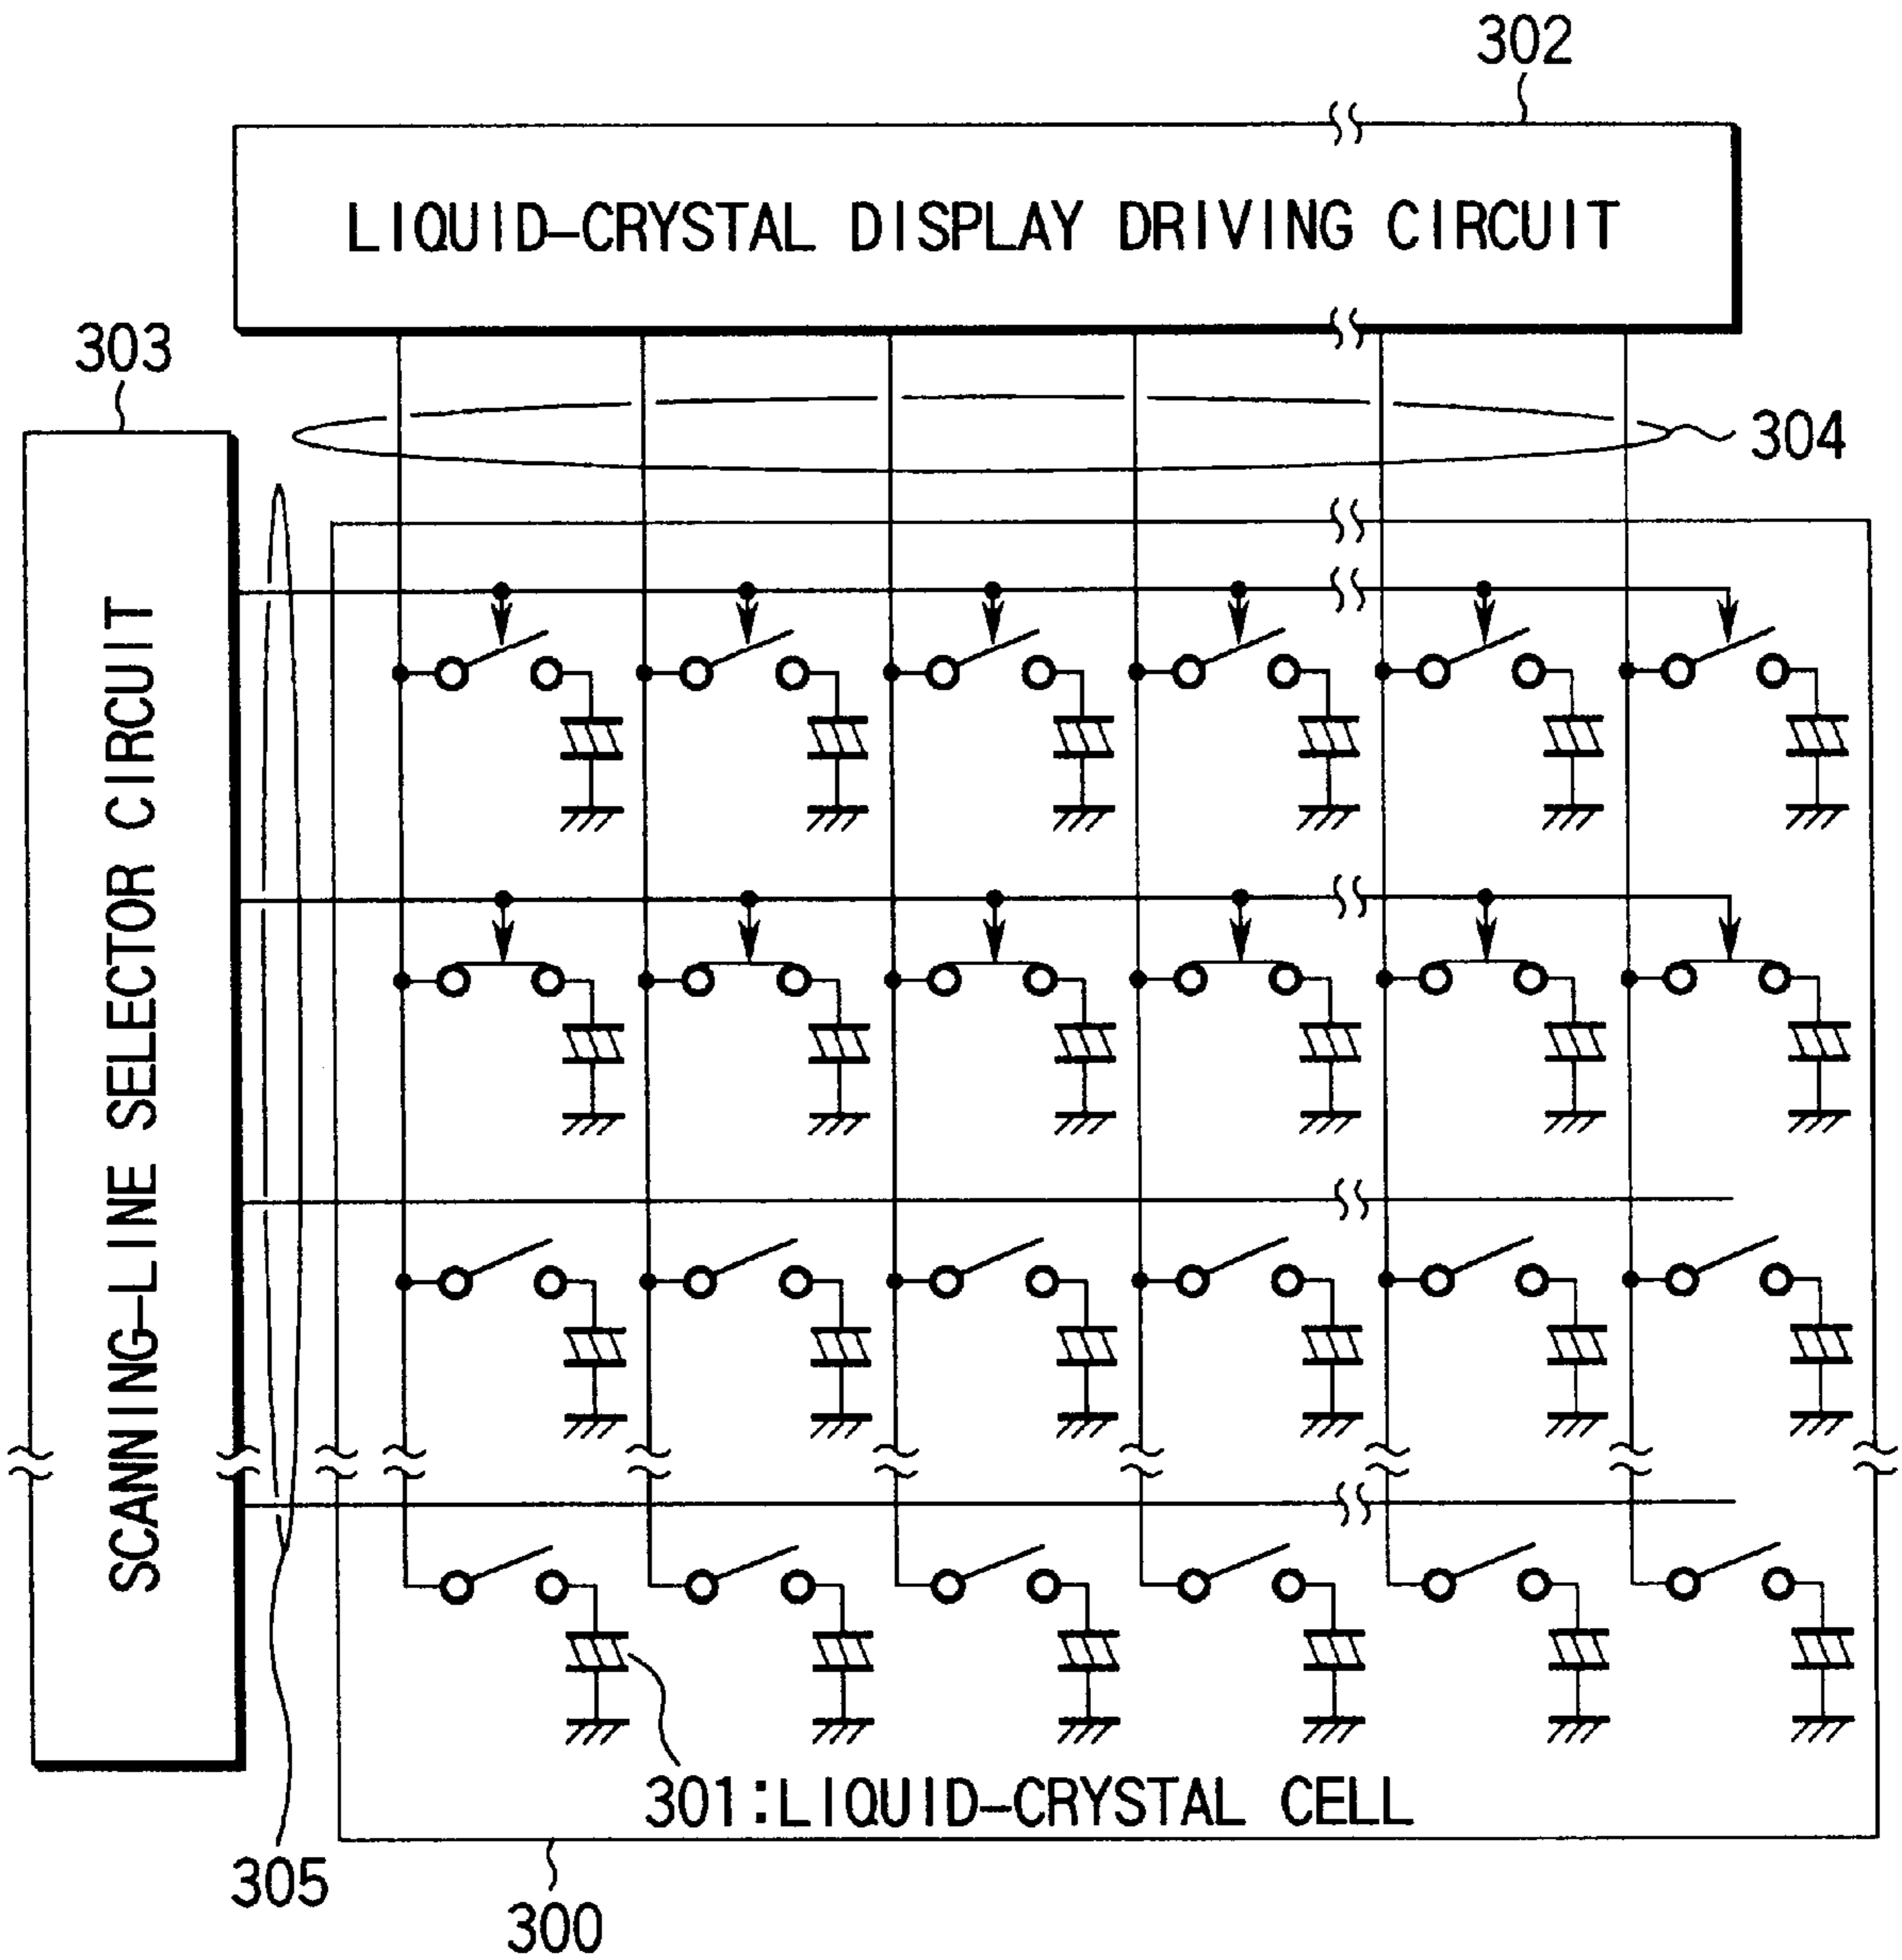 302
LIQUID-CRYSTAL DISPLAY DRIVING CIRCUIT
303
304
SCANNING-LINE SELECTOR CIRCUIT
301:LIQUID-CRYSTAL CELL
305
300